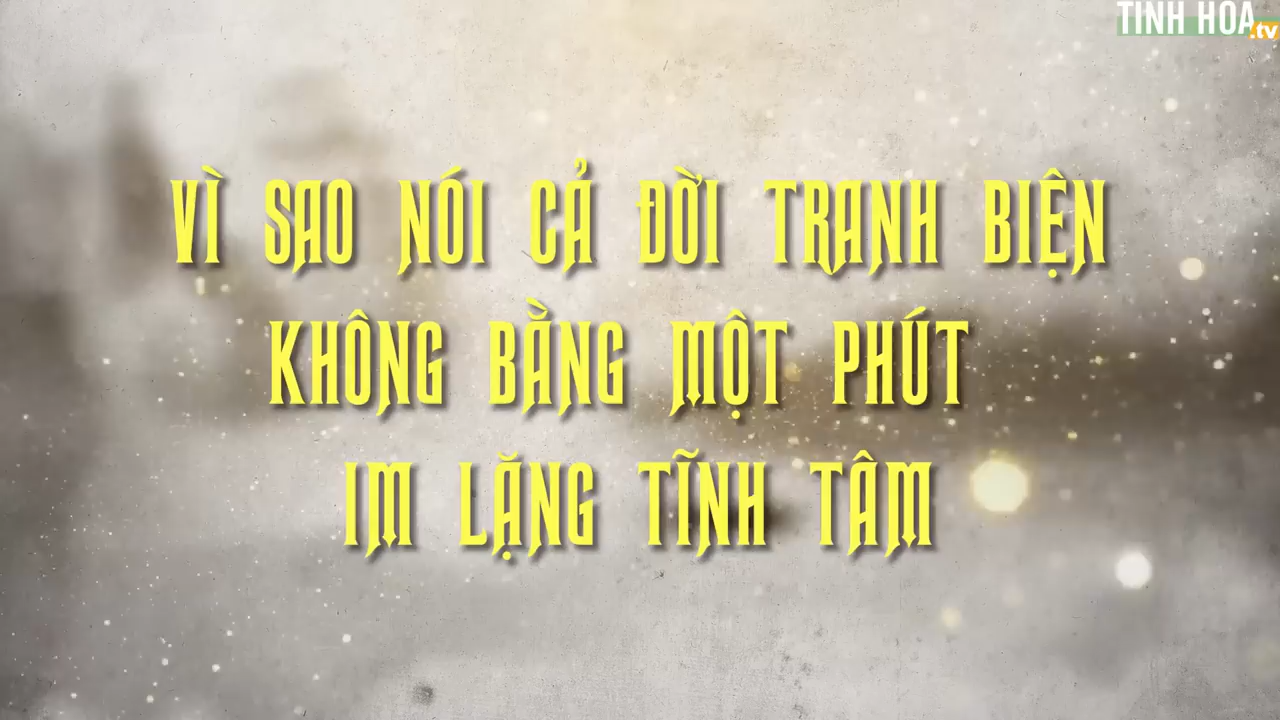 TINH HOA.tv
VÌ SAO NÓI CẢ ĐỜI TRANH BIỆN
KHÔNG BẰNG MỘT PHÚT
IM LẶNG TĨNH TÂM